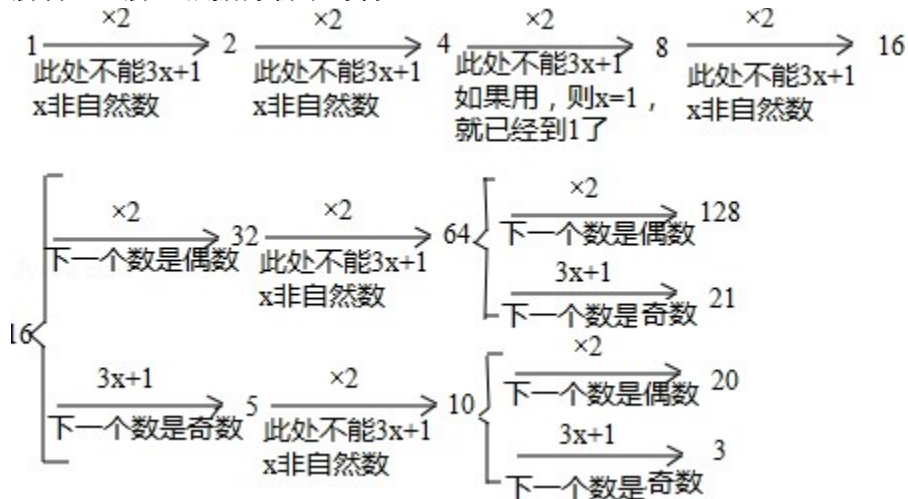 ×2 ×2 ×2 ×2
1 2 4 8 16
此处不能3x+1 此处不能3x+1 此处不能3x+1 此处不能3x+1
x非自然数 x非自然数 如果用，则x=1， x非自然数
就已经到1了
×2 ×2 ×2
32 64 128
下一个数是偶数 此处不能3x+1 下一个数是偶数
x非自然数 3x+1
21
下一个数是奇数
16
×2
3x+1 ×2 20
下一个数是偶数
5 10
下一个数是奇数 此处不能3x+1 3x+1
x非自然数 3
下一个数是奇数